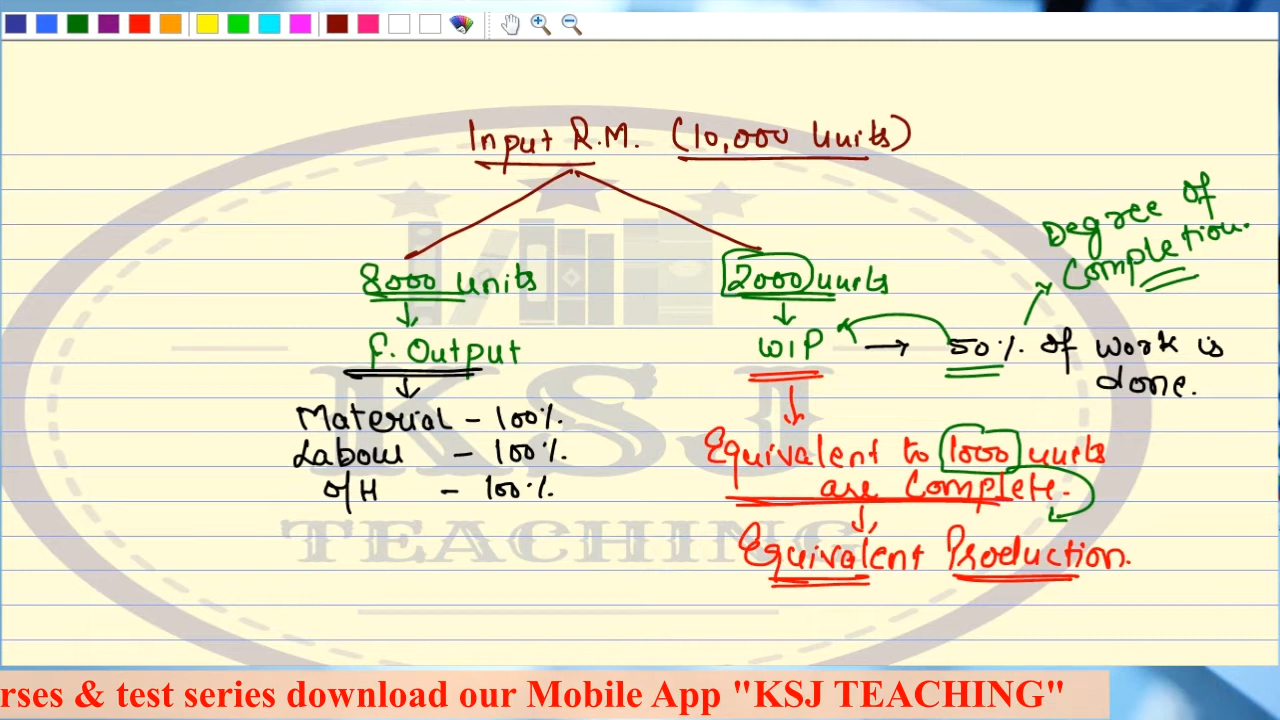 Input R.M. (10,000 Units)
8000 Units
2000 Units
Degree of
Completion.
F. Output
WIP → 50% of work is
done.
Material - 100%
Labour - 100%
O/H - 100%
Equivalent to 1000 units
are Complete.
Equivalent Production.
KSJ
TEACHING
rses & test series download our Mobile App "KSJ TEACHING"